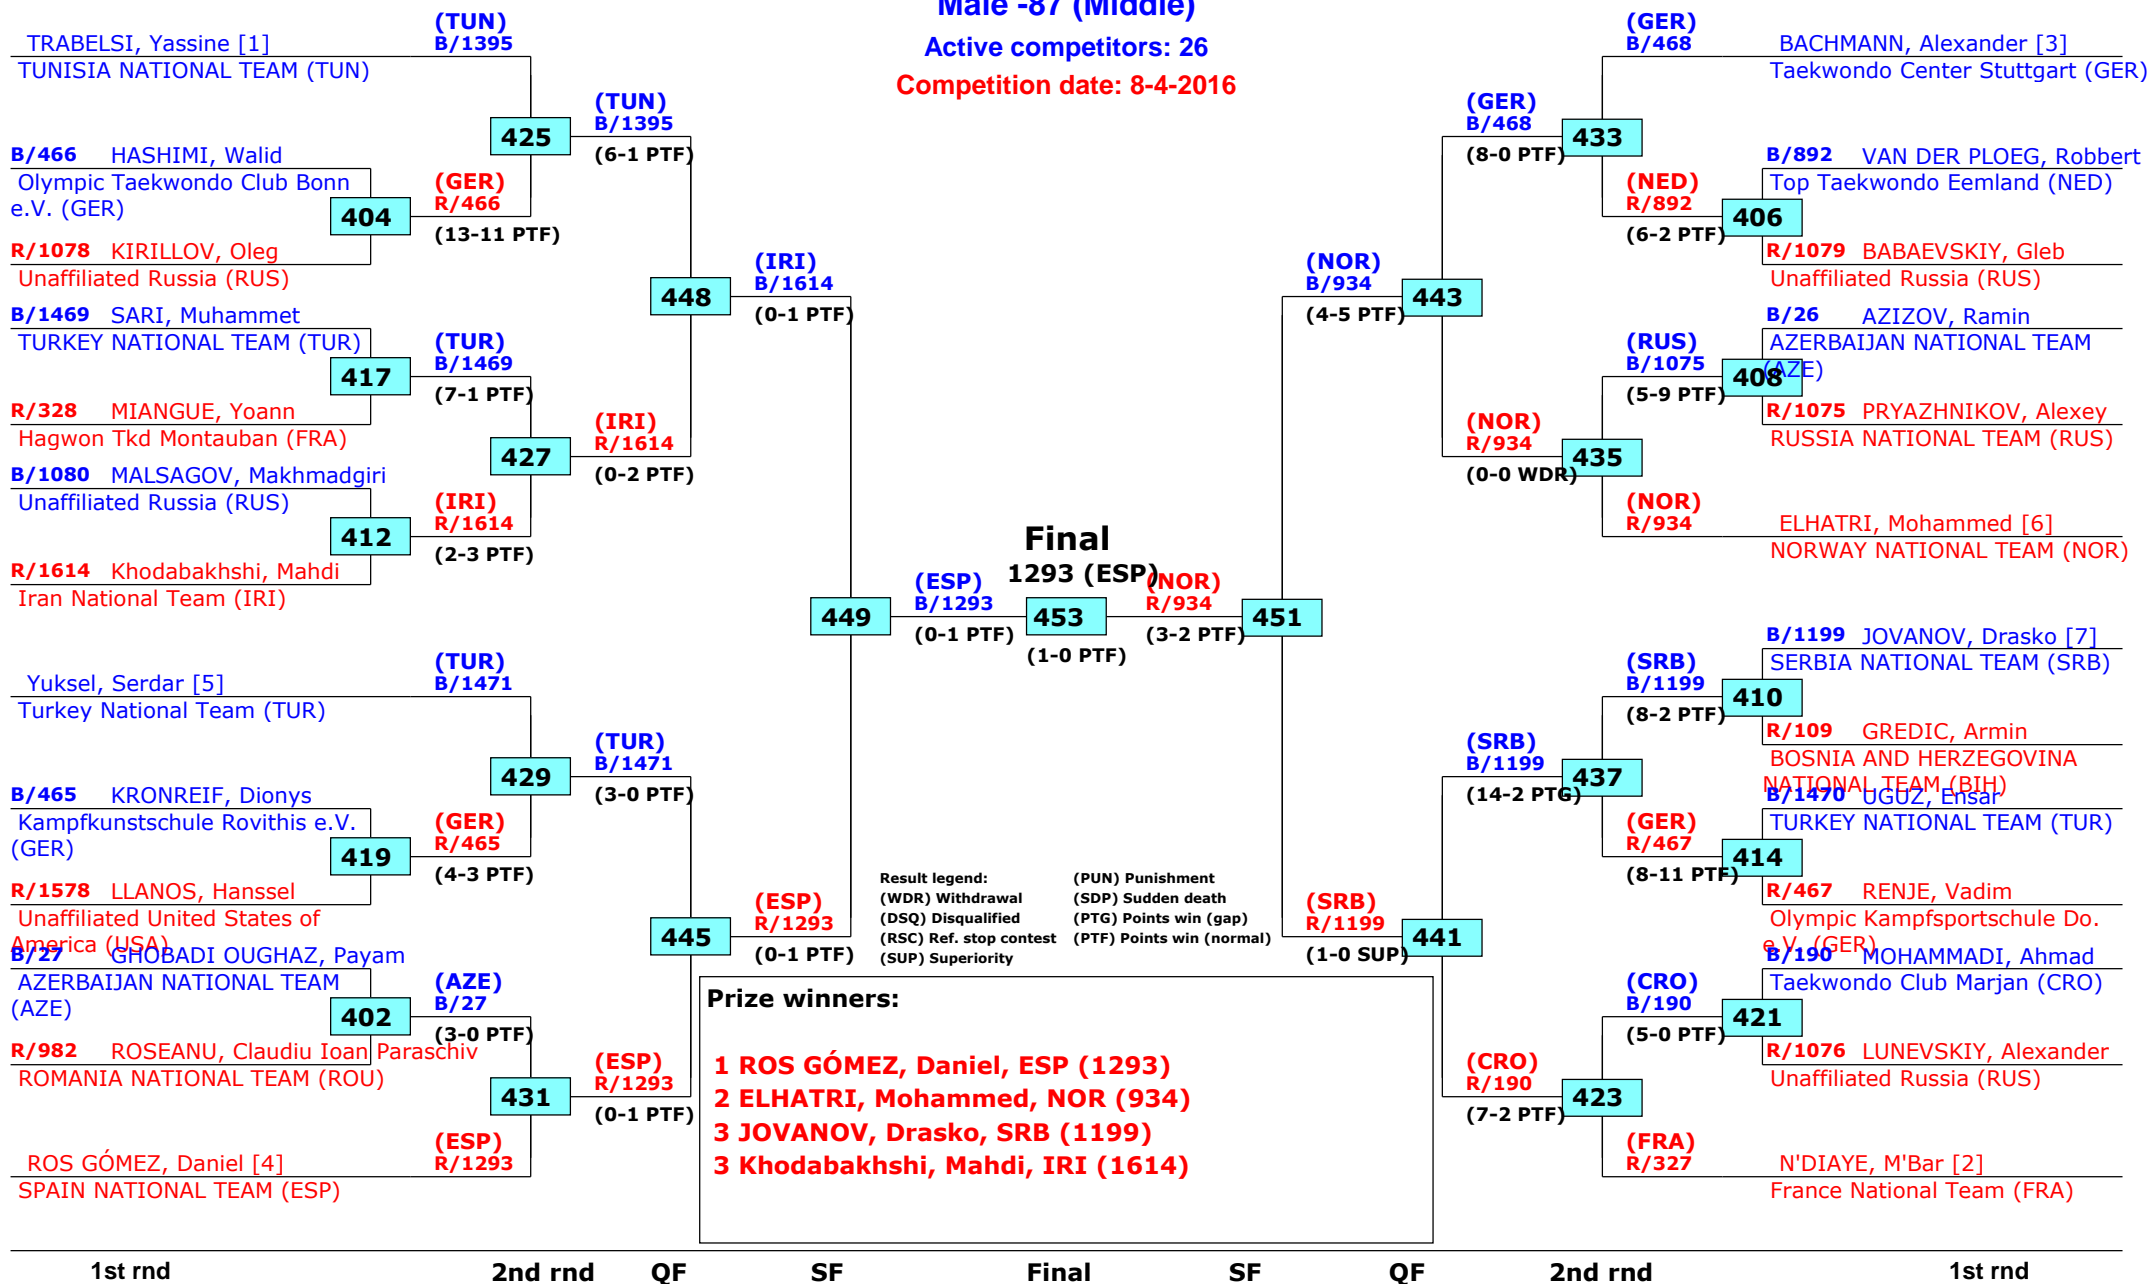 Male -87 (Middle)
Active competitors: 26
Competition date: 8-4-2016
TRABELSI, Yassine [1]
TUNISIA NATIONAL TEAM (TUN)
(TUN)
B/1395
B/466 HASHIMI, Walid
Olympic Taekwondo Club Bonn
e.V. (GER)
404
R/1078 KIRILLOV, Oleg
Unaffiliated Russia (RUS)
(GER)
R/466
(13-11 PTF)
425
(TUN)
B/1395
(6-1 PTF)
B/1469 SARI, Muhammet
TURKEY NATIONAL TEAM (TUR)
417
R/328 MIANGUE, Yoann
Hagwon Tkd Montauban (FRA)
(TUR)
B/1469
(7-1 PTF)
B/1080 MALSAGOV, Makhmadgiri
Unaffiliated Russia (RUS)
412
R/1614 Khodabakhshi, Mahdi
Iran National Team (IRI)
(IRI)
R/1614
(2-3 PTF)
427
(IRI)
R/1614
(0-2 PTF)
448
(IRI)
B/1614
(0-1 PTF)
Yuksel, Serdar [5]
Turkey National Team (TUR)
(TUR)
B/1471
B/465 KRONREIF, Dionys
Kampfkunstschule Rovithis e.V.
(GER)
419
R/1578 LLANOS, Hanssel
Unaffiliated United States of
America (USA)
(GER)
R/465
(4-3 PTF)
429
(TUR)
B/1471
(3-0 PTF)
B/27 GHOBADI OUGHAZ, Payam
AZERBAIJAN NATIONAL TEAM
(AZE)
402
R/982 ROSEANU, Claudiu Ioan Paraschiv
ROMANIA NATIONAL TEAM (ROU)
(AZE)
B/27
(3-0 PTF)
431
ROS GÓMEZ, Daniel [4]
SPAIN NATIONAL TEAM (ESP)
(ESP)
R/1293
(ESP)
R/1293
(0-1 PTF)
445
(ESP)
R/1293
(0-1 PTF)
449
(ESP)
B/1293
(0-1 PTF)
Final
1293 (ESP)
453
(1-0 PTF)
(NOR)
R/934
(3-2 PTF)
451
(GER)
B/468
BACHMANN, Alexander [3]
Taekwondo Center Stuttgart (GER)
(GER)
B/468
(8-0 PTF)
433
(NED)
R/892
(6-2 PTF)
B/892 VAN DER PLOEG, Robbert
Top Taekwondo Eemland (NED)
406
R/1079 BABAEVSKIY, Gleb
Unaffiliated Russia (RUS)
(NOR)
B/934
(4-5 PTF)
443
B/26 AZIZOV, Ramin
AZERBAIJAN NATIONAL TEAM
(AZE)
408
R/1075 PRYAZHNIKOV, Alexey
RUSSIA NATIONAL TEAM (RUS)
(RUS)
B/1075
(5-9 PTF)
(NOR)
R/934
(0-0 WDR)
435
(NOR)
R/934
ELHATRI, Mohammed [6]
NORWAY NATIONAL TEAM (NOR)
B/1199 JOVANOV, Drasko [7]
SERBIA NATIONAL TEAM (SRB)
410
R/109 GREDIC, Armin
BOSNIA AND HERZEGOVINA
NATIONAL TEAM (BIH)
(SRB)
B/1199
(8-2 PTF)
(SRB)
B/1199
(14-2 PTG)
437
B/1470 UGUZ, Ensar
TURKEY NATIONAL TEAM (TUR)
414
R/467 RENJE, Vadim
Olympic Kampfsportschule Do.
e.V. (GER)
(GER)
R/467
(8-11 PTF)
(SRB)
R/1199
(1-0 SUP)
441
B/190 MOHAMMADI, Ahmad
Taekwondo Club Marjan (CRO)
421
R/1076 LUNEVSKIY, Alexander
Unaffiliated Russia (RUS)
(CRO)
B/190
(5-0 PTF)
(CRO)
R/190
(7-2 PTF)
423
(FRA)
R/327
N'DIAYE, M'Bar [2]
France National Team (FRA)
Result legend:
(WDR) Withdrawal
(DSQ) Disqualified
(RSC) Ref. stop contest
(SUP) Superiority
(PUN) Punishment
(SDP) Sudden death
(PTG) Points win (gap)
(PTF) Points win (normal)
Prize winners:
1 ROS GÓMEZ, Daniel, ESP (1293)
2 ELHATRI, Mohammed, NOR (934)
3 JOVANOV, Drasko, SRB (1199)
3 Khodabakhshi, Mahdi, IRI (1614)
1st rnd 2nd rnd QF SF Final SF QF 2nd rnd 1st rnd